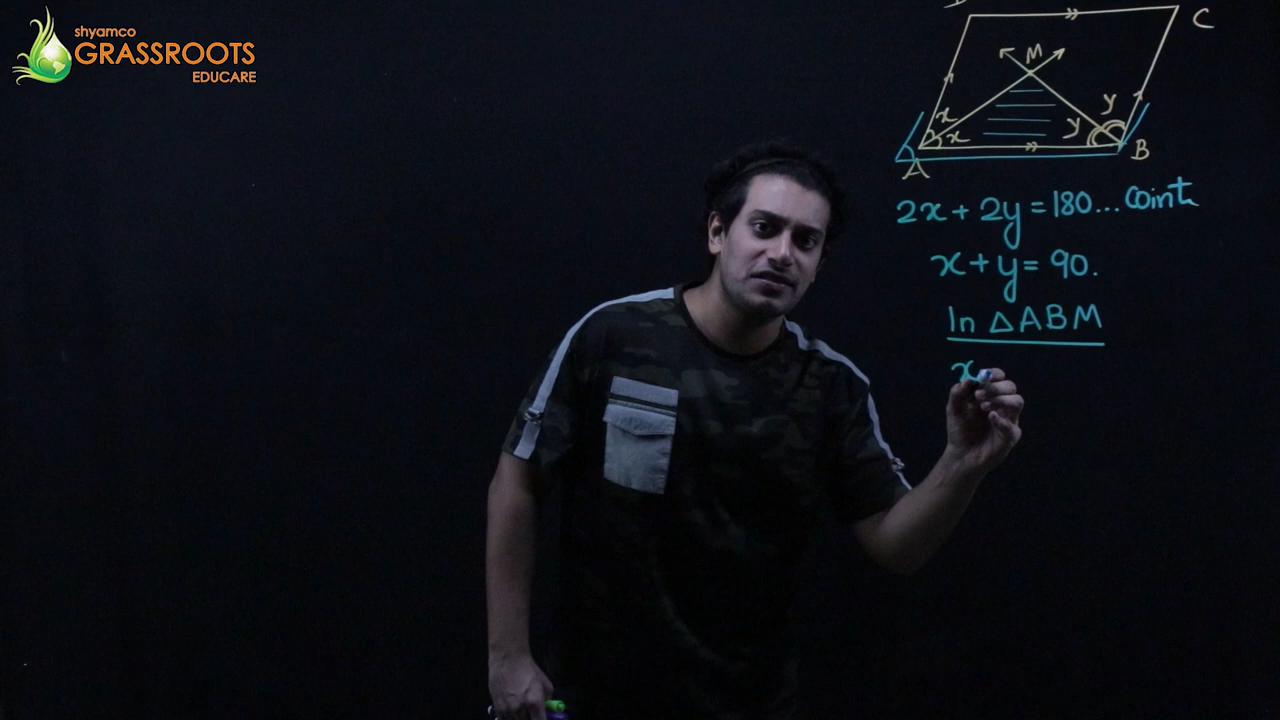 shyamco
GRASSROOTS
EDUCARE
C
M
x
x
y
y
A
B
2x + 2y = 180... Coint
x + y = 90.
In △ABM
x